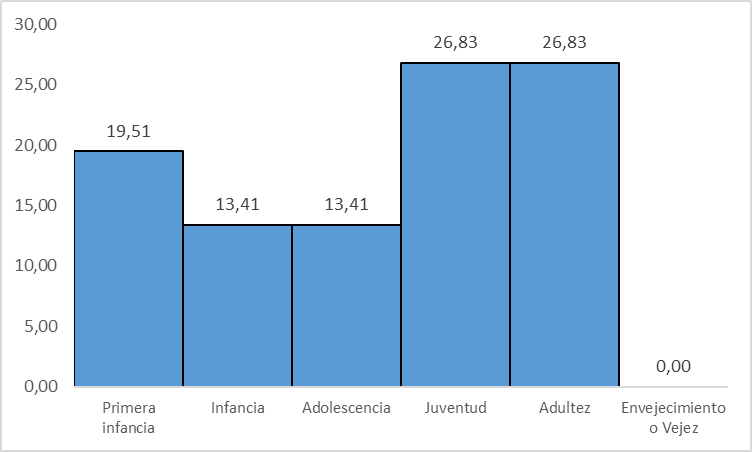 30,00
25,00
20,00
15,00
10,00
5,00
0,00
19,51
13,41
13,41
26,83
26,83
0,00
Primera
infancia
Infancia
Adolescencia
Juventud
Adultez
Envejecimiento
o Vejez